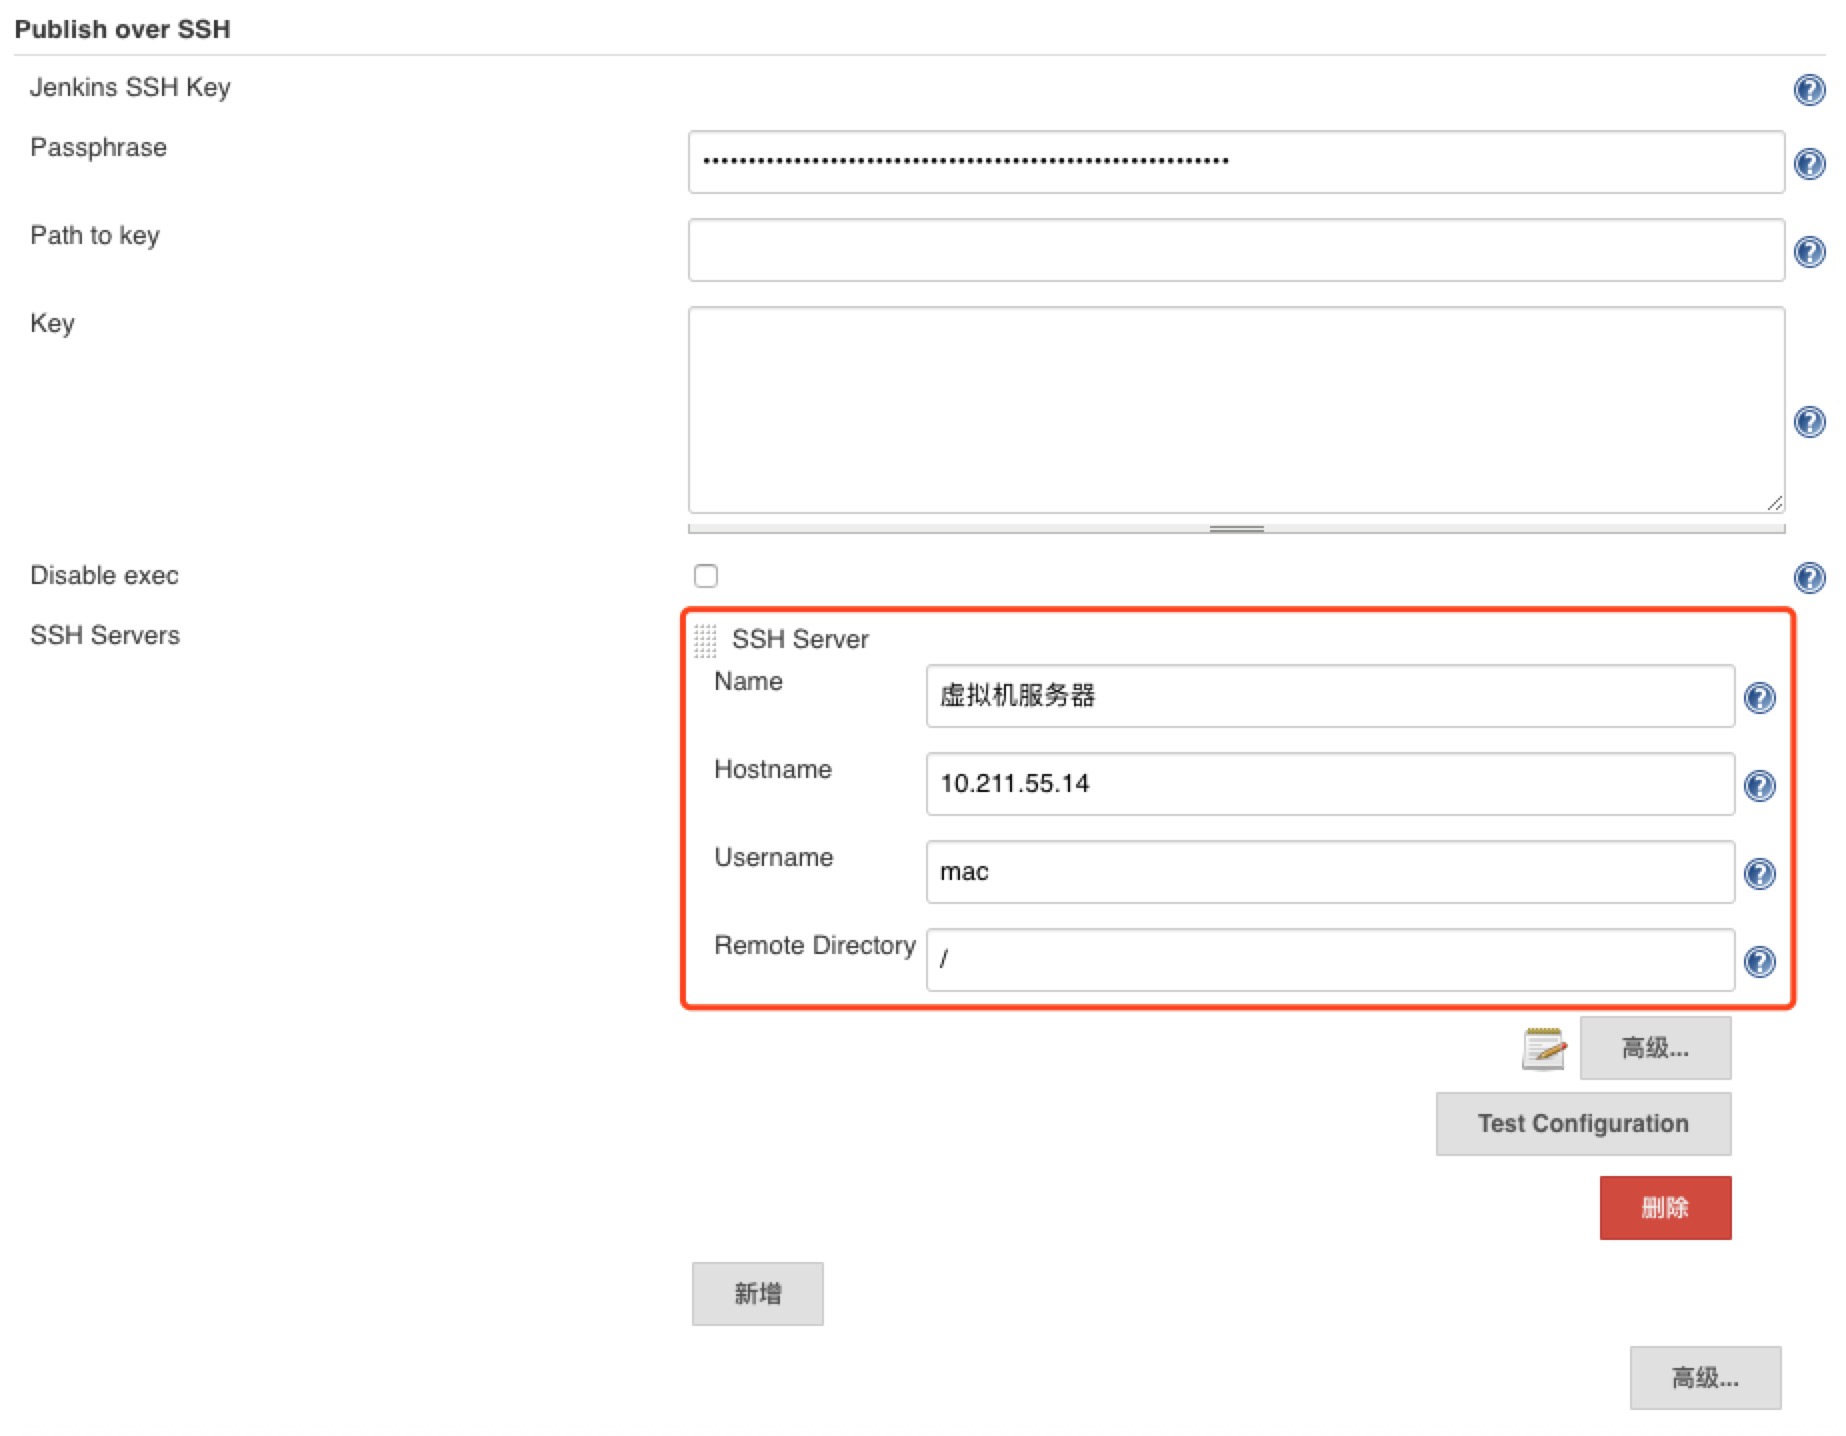 Publish over SSH
Jenkins SSH Key
Passphrase
••••••••••••••••••••••••••••••••••••••••••••••••••••••••••
Path to key
Key
Disable exec
SSH Servers
SSH Server
Name
虚拟机服务器
Hostname
10.211.55.14
Username
mac
Remote Directory
/
高级...
Test Configuration
删除
新增
高级...